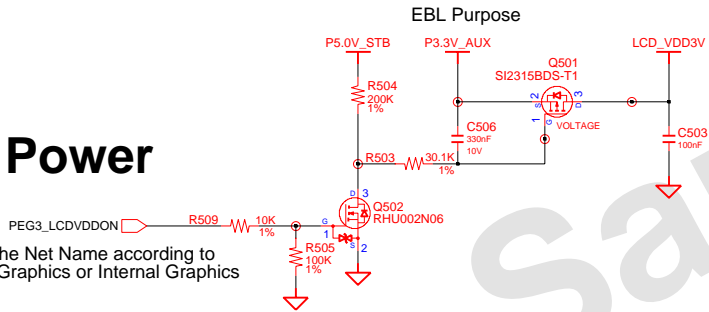 EBL Purpose
P5.0V_STB
P3.3V_AUX
LCD_VDD3V
Q501
SI2315BDS-T1
R504
200K
1%
2
S
3
D
1
G
VOLTAGE
C506
330nF
10V
C503
100nF
Power
R503
30.1K
1%
D
3
Q502
RHU002N06
PEG3_LCDVDDON
R509
10K
1%
G
1
S
2
R505
100K
1%
he Net Name according to
Graphics or Internal Graphics